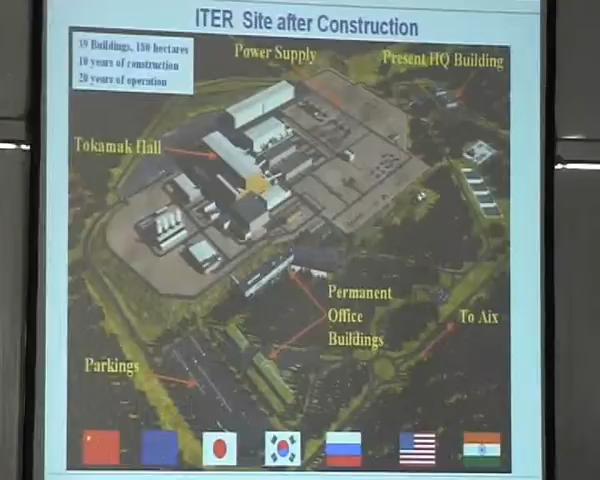 ITER Site after Construction
39 Buildings, 180 hectares
10 years of construction
20 years of operation
Power Supply
Present HQ Building
Tokamak Hall
Permanent
Office
Buildings
To Aix
Parkings